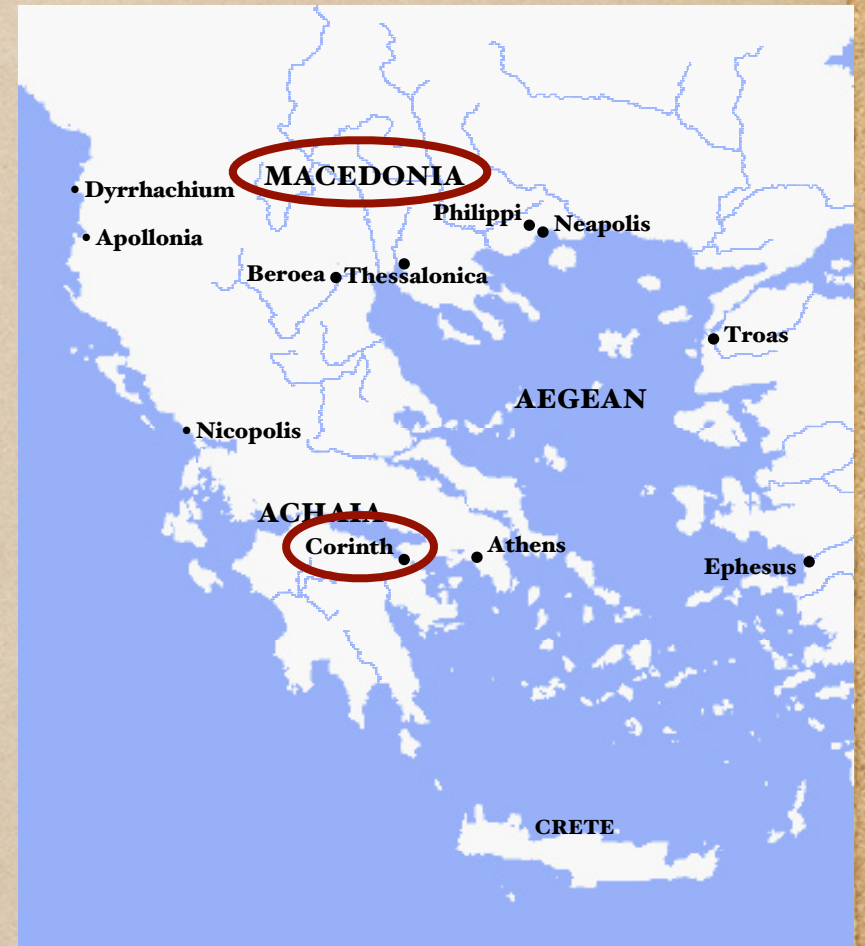 MACEDONIA
Dyrrhachium
Philippi
Neapolis
Apollonia
Beroea
Thessalonica
Troas
AEGEAN
Nicopolis
ACHAIA
Corinth
Athens
Ephesus
CRETE